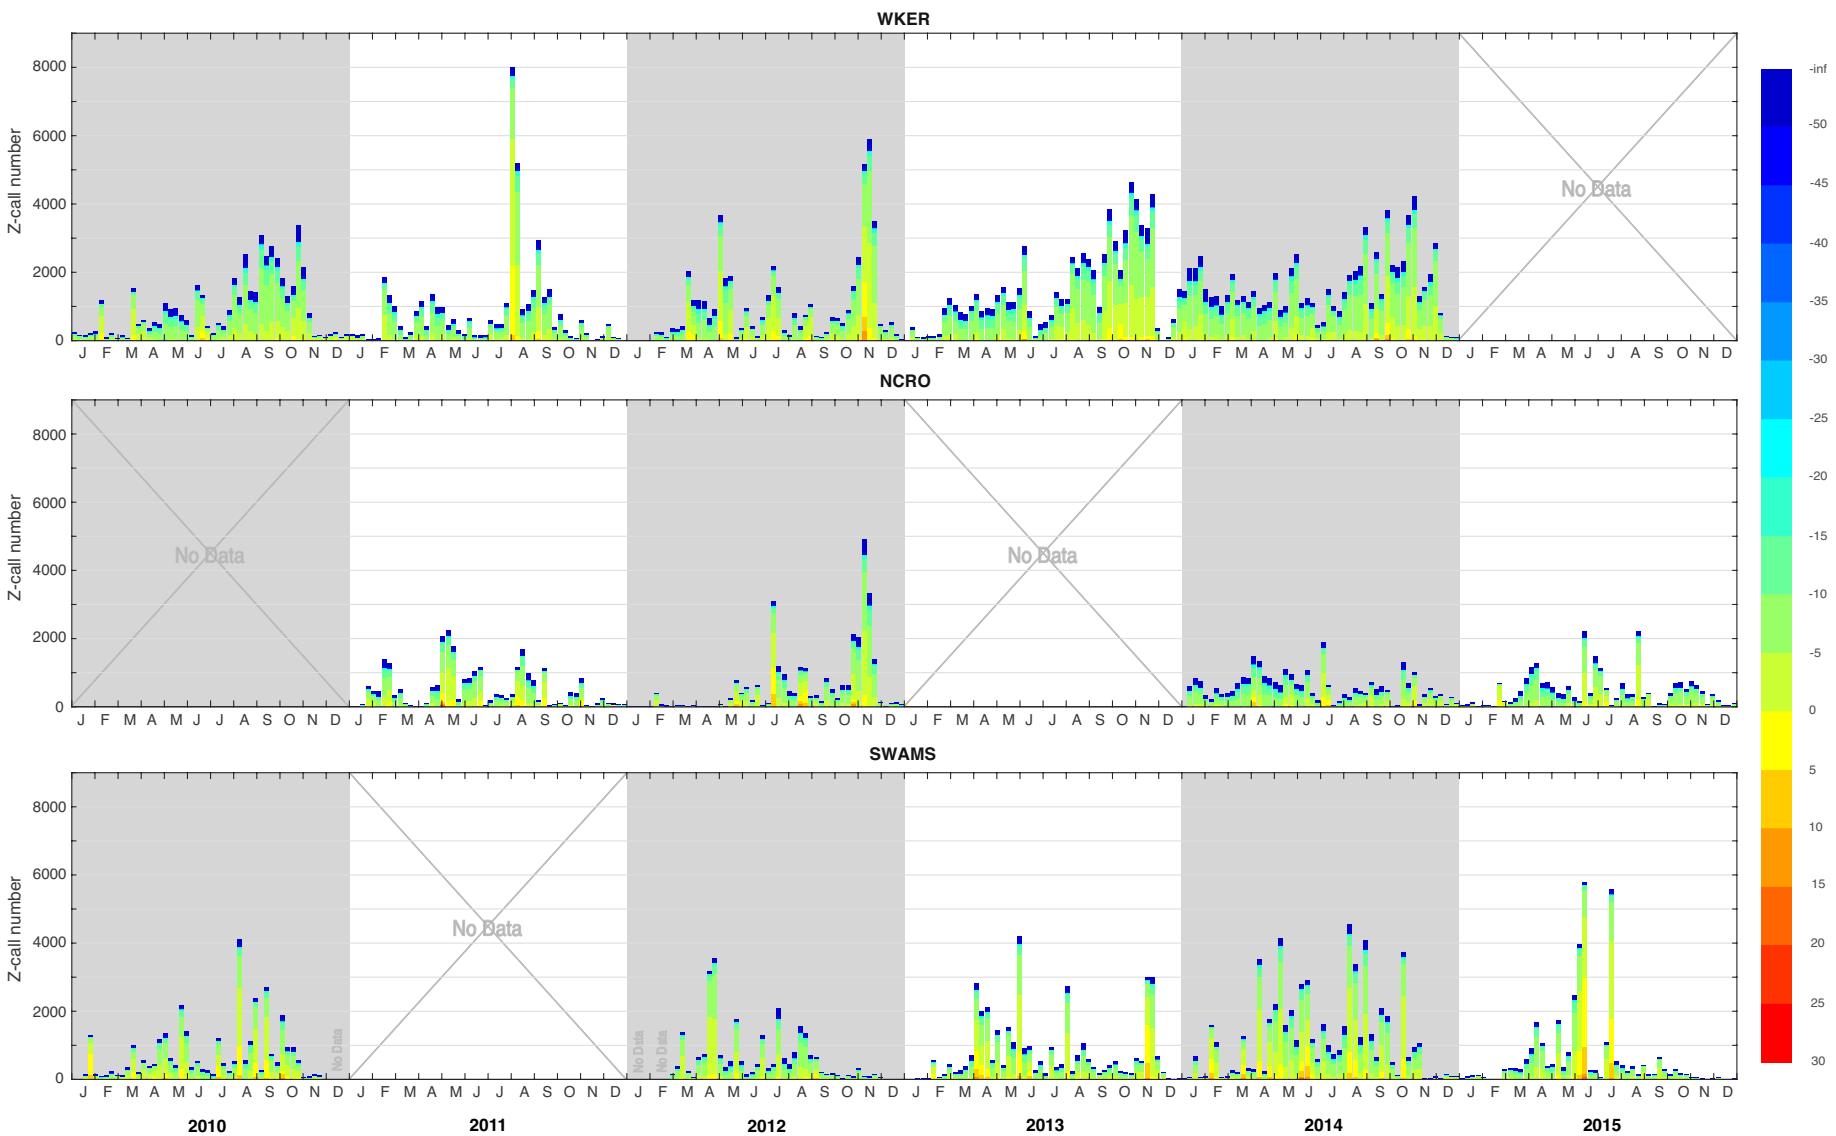 WKER
Z-call number
8000
6000
4000
2000
0
No Data
J F M A M J J A S O N D J F M A M J J A S O N D J F M A M J J A S O N D J F M A M J J A S O N D J F M A M J J A S O N D J F M A M J J A S O N D
NCRO
Z-call number
8000
6000
4000
2000
0
No Data
No Data
J F M A M J J A S O N D J F M A M J J A S O N D J F M A M J J A S O N D J F M A M J J A S O N D J F M A M J J A S O N D J F M A M J J A S O N D
SWAMS
Z-call number
8000
6000
4000
2000
0
No Data
No Data
No Data
No Data
J F M A M J J A S O N D J F M A M J J A S O N D J F M A M J J A S O N D J F M A M J J A S O N D J F M A M J J A S O N D J F M A M J J A S O N D
2010 2011 2012 2013 2014 2015
-inf
-50
-45
-40
-35
-30
-25
-20
-15
-10
-5
0
5
10
15
20
25
30